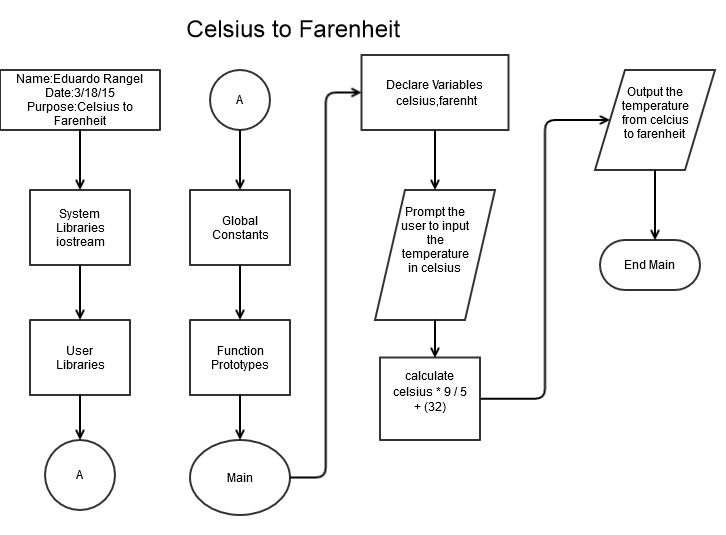 Celsius to Farenheit
Name:Eduardo Rangel
Date:3/18/15
Purpose:Celsius to
Farenheit
System
Libraries
iostream
User
Libraries
A
A
Global
Constants
Function
Prototypes
Main
Declare Variables
celsius,farenht
Prompt the
user to input
the
temperature
in celsius
calculate
celsius * 9 / 5
+ (32)
Output the
temperature
from celcius
to farenheit
End Main